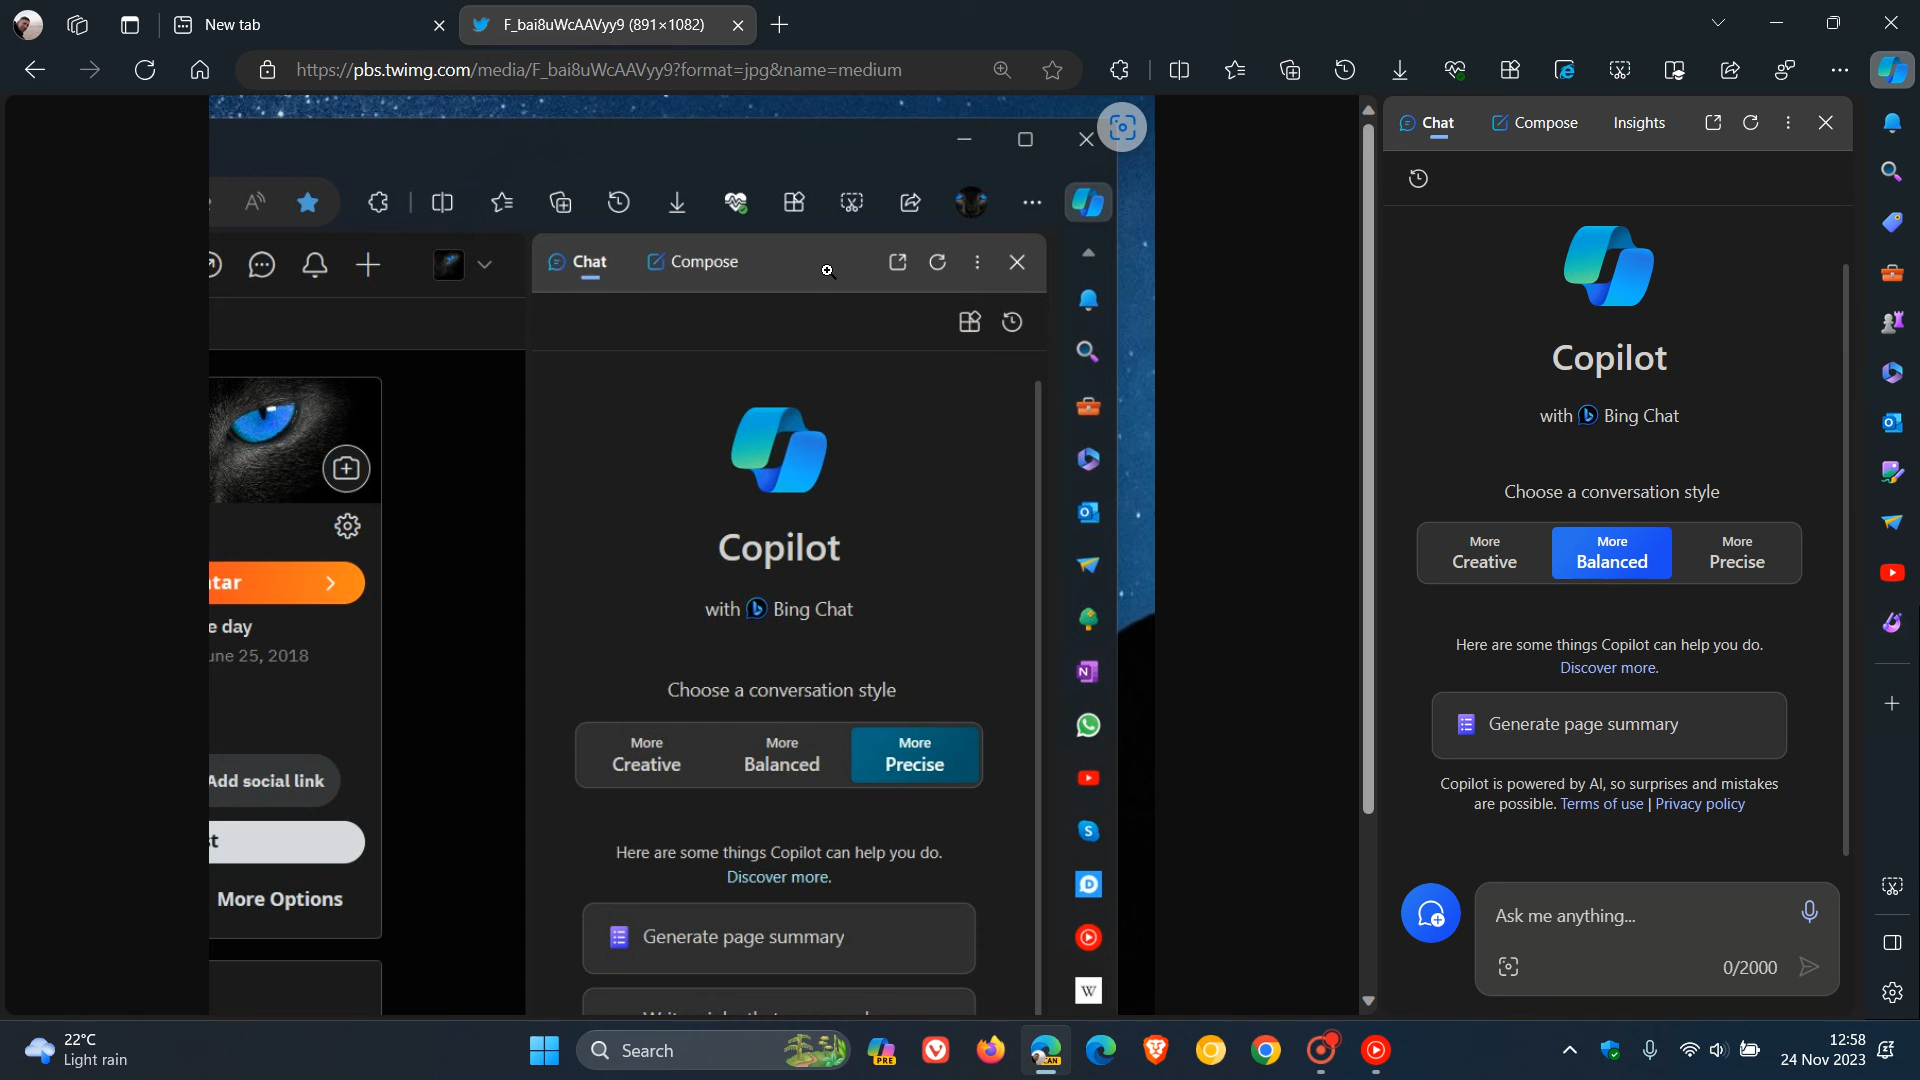 New tab
F_bai8uWcAAVyy9 (891×1082)
https://pbs.twimg.com/media/F_bai8uWcAAVyy9?format=jpg&name=medium
Chat
Compose
Copilot
with Bing Chat
Choose a conversation style
More Creative
More Balanced
More Precise
Here are some things Copilot can help you do.
Discover more.
Generate page summary
tar
e day
une 25, 2018
Add social link
st
More Options
Chat
Compose
Insights
Copilot
with Bing Chat
Choose a conversation style
More Creative
More Balanced
More Precise
Here are some things Copilot can help you do.
Discover more.
Generate page summary
Copilot is powered by AI, so surprises and mistakes
are possible. Terms of use | Privacy policy
Ask me anything...
0/2000
22°C
Light rain
Search
PRE
CAN
12:58
24 Nov 2023